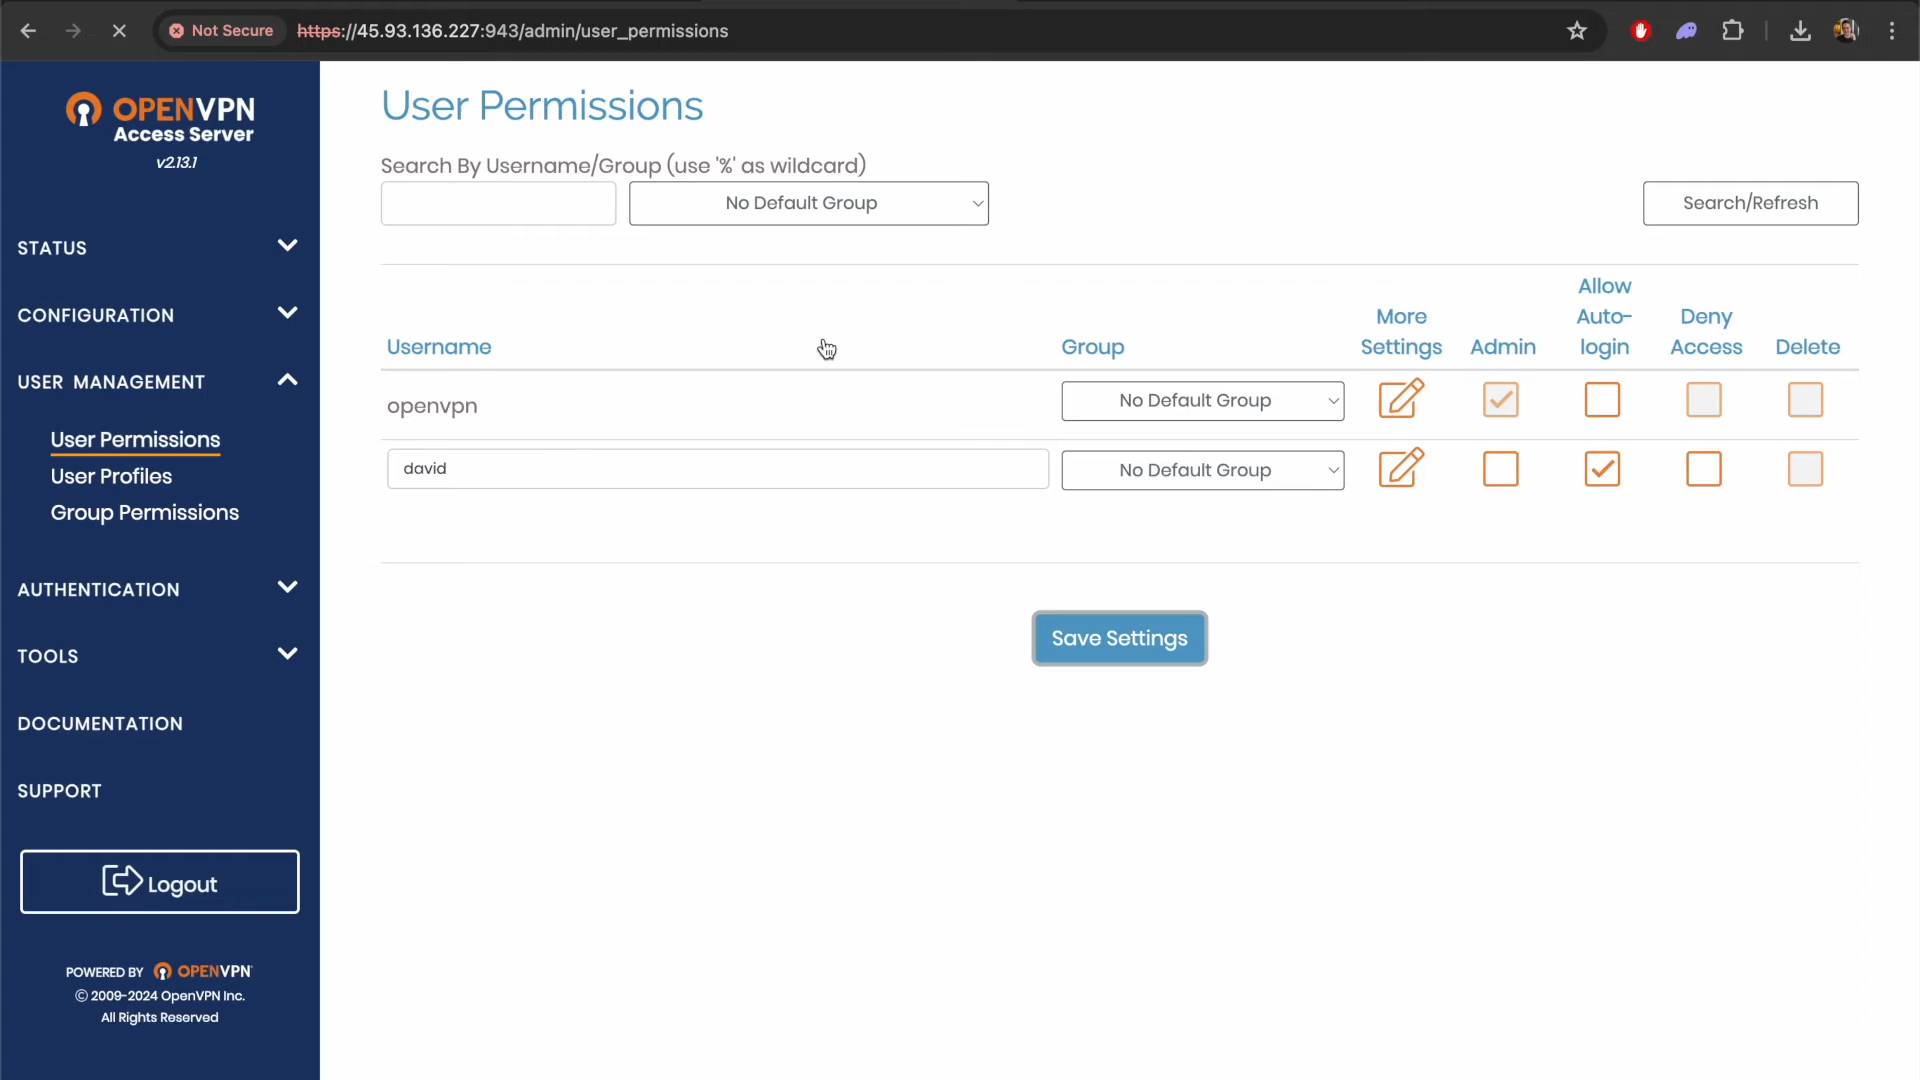 Not Secure https://45.93.136.227:943/admin/user_permissions
OPENVPN
Access Server
v2.13.1
STATUS
CONFIGURATION
USER MANAGEMENT
User Permissions
User Profiles
Group Permissions
AUTHENTICATION
TOOLS
DOCUMENTATION
SUPPORT
Logout
POWERED BY OPENVPN
© 2009-2024 OpenVPN Inc.
All Rights Reserved
User Permissions
Search By Username/Group (use '%' as wildcard)
No Default Group Search/Refresh
Username Group More Settings Admin Allow Auto-login Deny Access Delete
openvpn No Default Group
david No Default Group
Save Settings